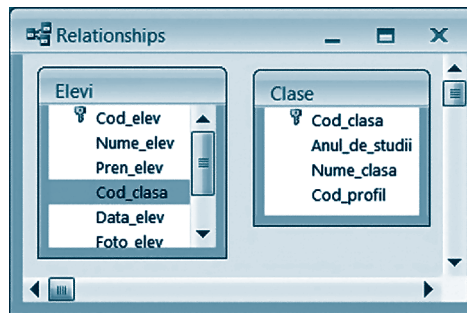 Relationships
Elevi
Cod_elev
Nume_elev
Pren_elev
Cod_clasa
Data_elev
Foto_elev
Clase
Cod_clasa
Anul_de_studii
Nume_clasa
Cod_profil